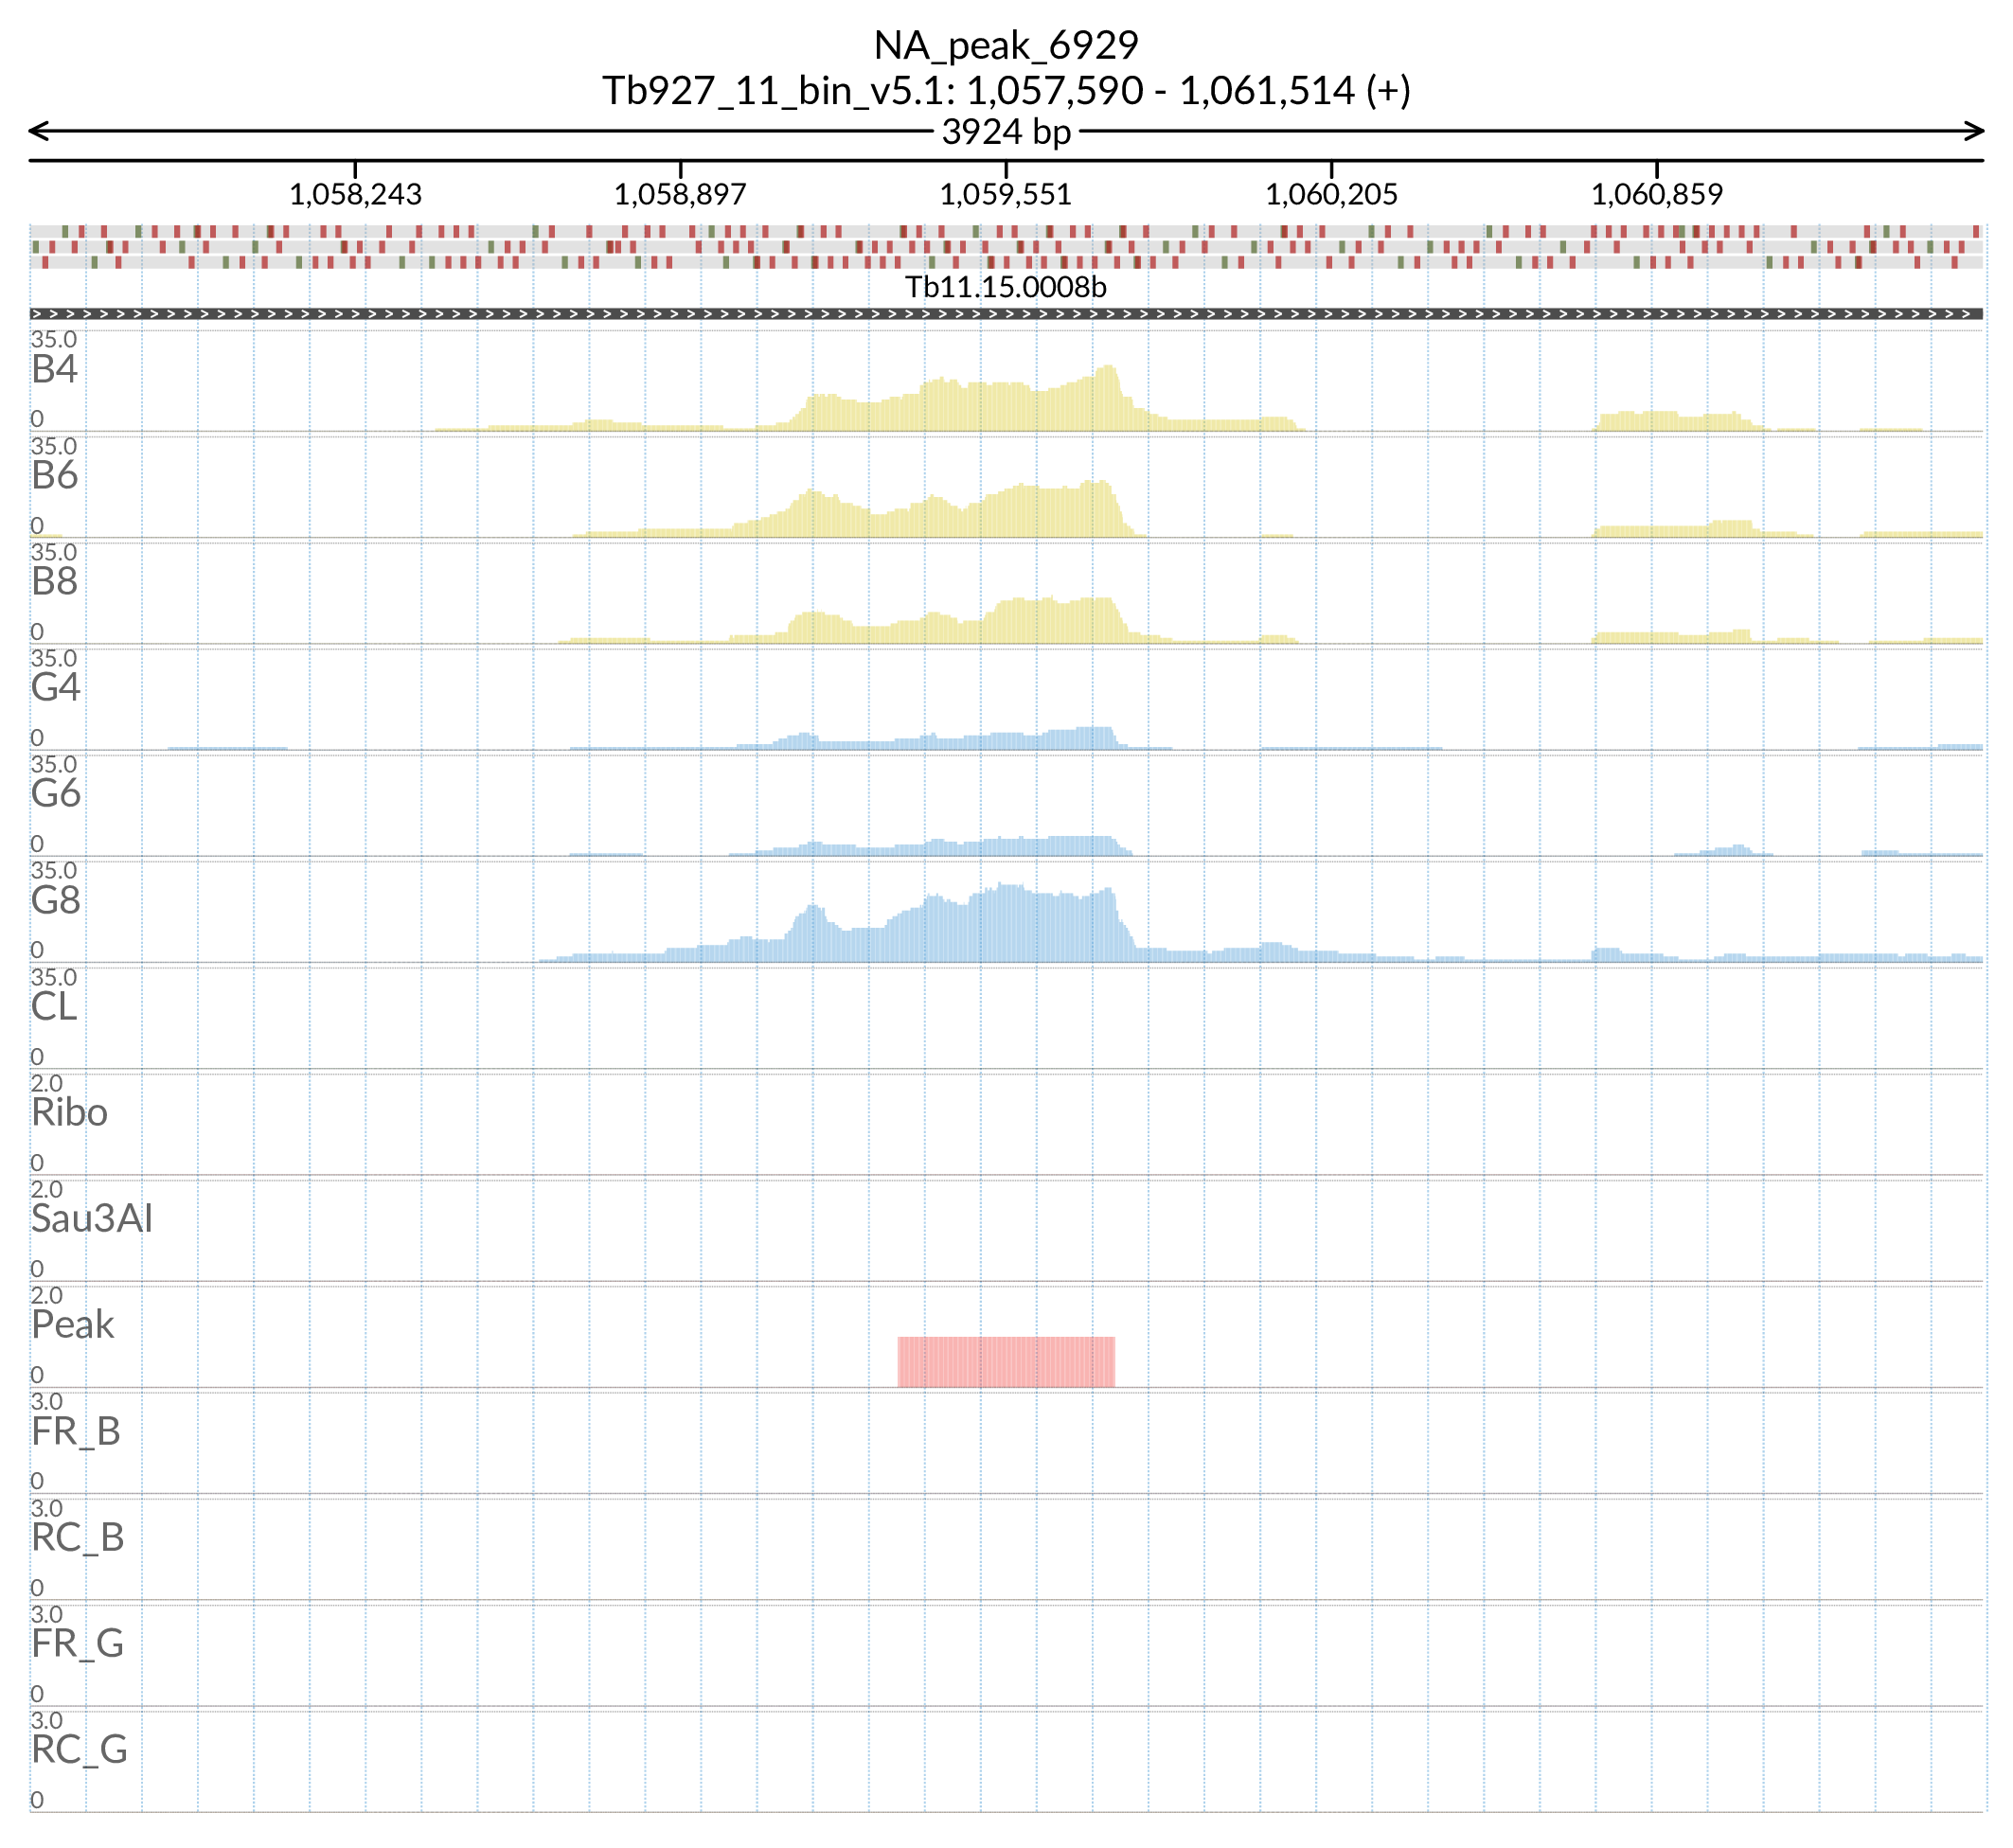 NA_peak_6929
Tb927_11_bin_v5.1: 1,057,590 - 1,061,514 (+)
3924 bp
1,058,243 1,058,897 1,059,551 1,060,205 1,060,859
Tb11.15.0008b
35.0
B4
0
35.0
B6
0
35.0
B8
0
35.0
G4
0
35.0
G6
0
35.0
G8
0
35.0
CL
0
2.0
Ribo
0
2.0
Sau3AI
0
2.0
Peak
0
3.0
FR_B
0
3.0
RC_B
0
3.0
FR_G
0
3.0
RC_G
0